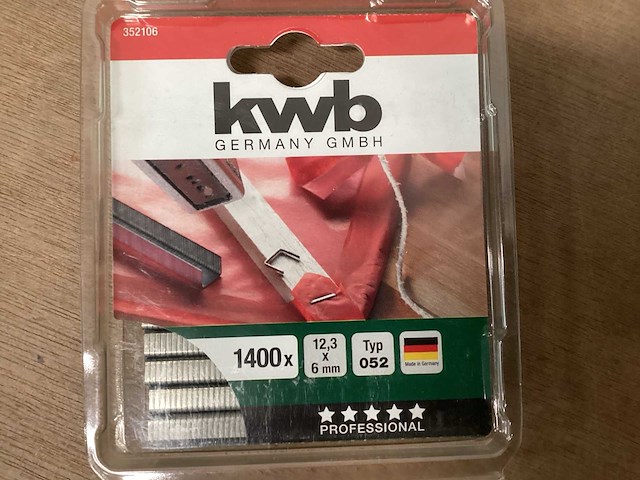 352106
kwb
GERMANY GMBH
1400x
12,3
x
6 mm
Typ
052
Made in Germany
PROFESSIONAL